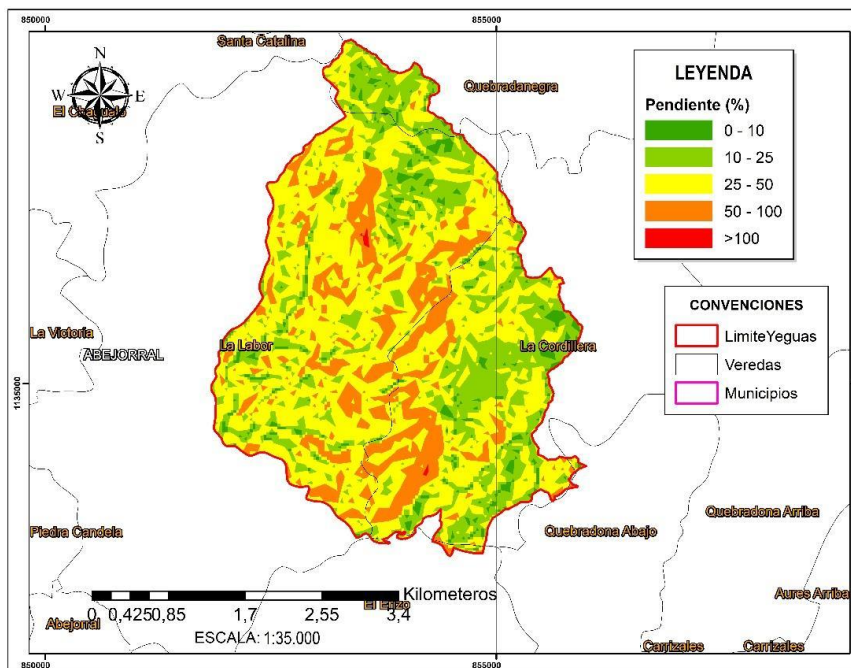 850000
855000
Santa Catalina
Quebradanegra
N
W
E
S
El Chagualo
LEYENDA
Pendiente (%)
0 - 10
10 - 25
25 - 50
50 - 100
>100
CONVENCIONES
LimiteYeguas
Veredas
Municipios
La Victoria
ABEJORRAL
La Labor
La Cordillera
1135000
1135000
Piedra Candela
Quebradona Abajo
Quebradona Arriba
Kilometeros
0 0,425 0,85 1,7 2,55 3,4
El Erizo
Aures Arriba
Abejorral
ESCALA: 1:35.000
Carrizales
Carrizales
850000
855000